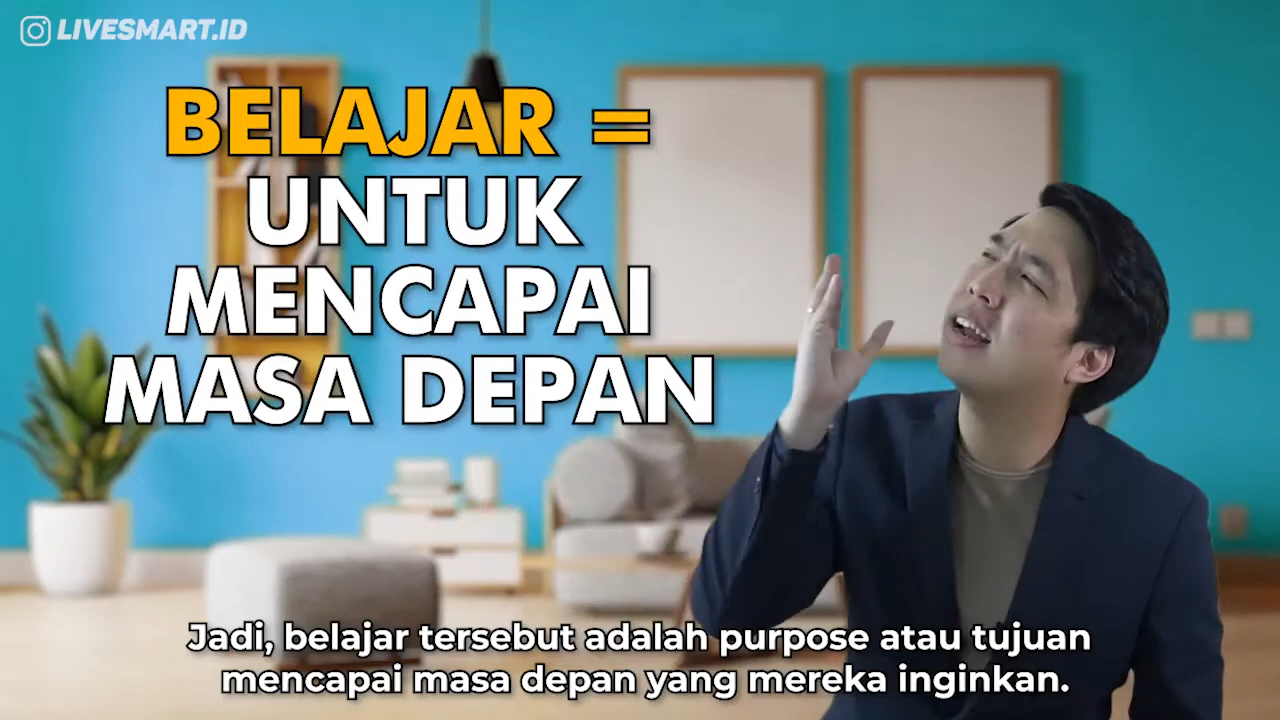 LIVESMART.ID
BELAJAR =
UNTUK
MENCAPAI
MASA DEPAN
Jadi, belajar tersebut adalah purpose atau tujuan
mencapai masa depan yang mereka inginkan.